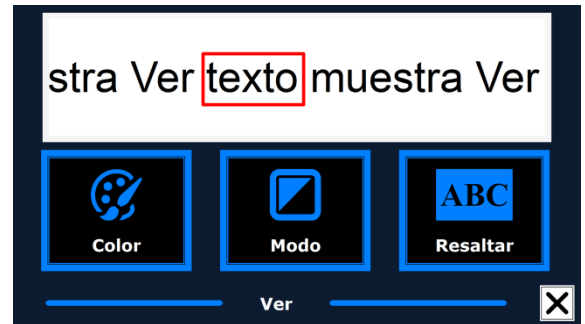 stra Ver texto muestra Ver
ABC
Color Modo Resaltar
Ver